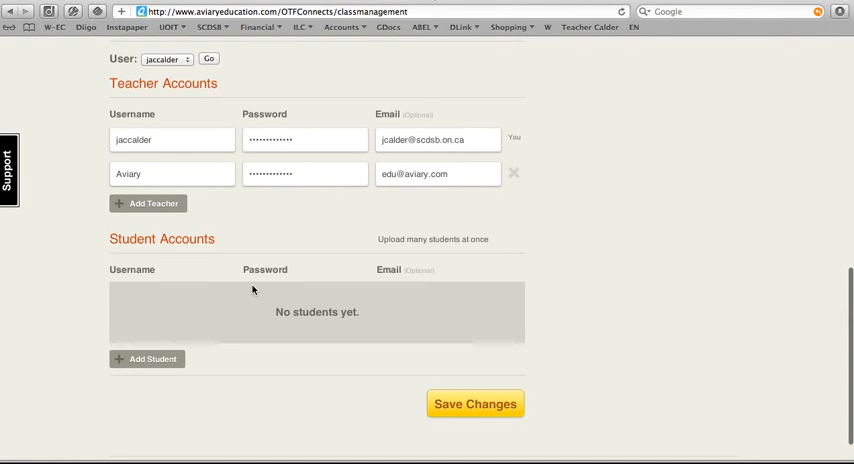 http://www.aviaryeducation.com/OTFConnects/classmanagement
Google
W-EC Diigo Instapaper UOIT SCDSB Financial ILC Accounts GDocs ABEL DLink Shopping W Teacher Calder EN
User: jaccalder Go
Teacher Accounts
Username Password Email (Optional)
jaccalder ••••••••••••• jcalder@scdsb.on.ca You
Aviary ••••••••••••• edu@aviary.com
Add Teacher
Support
Student Accounts Upload many students at once
Username Password Email (Optional)
No students yet.
Add Student
Save Changes